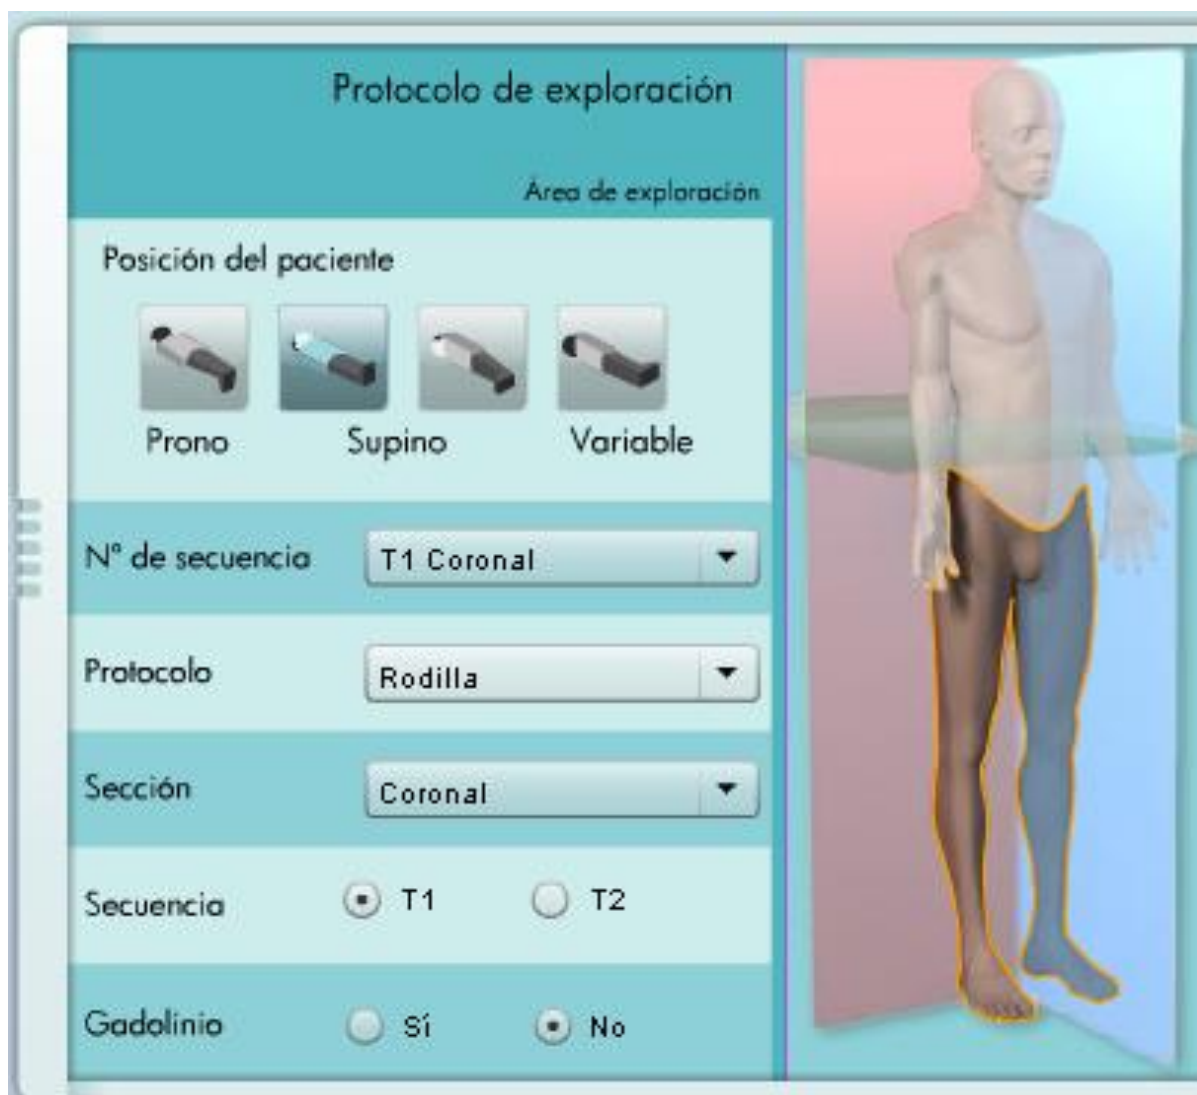 Protocolo de exploración
Área de exploración
Posición del paciente
Prono Supino Variable
N° de secuencia T1 Coronal
Protocolo Rodilla
Sección Coronal
Secuencia T1 T2
Gadolinio Sí No